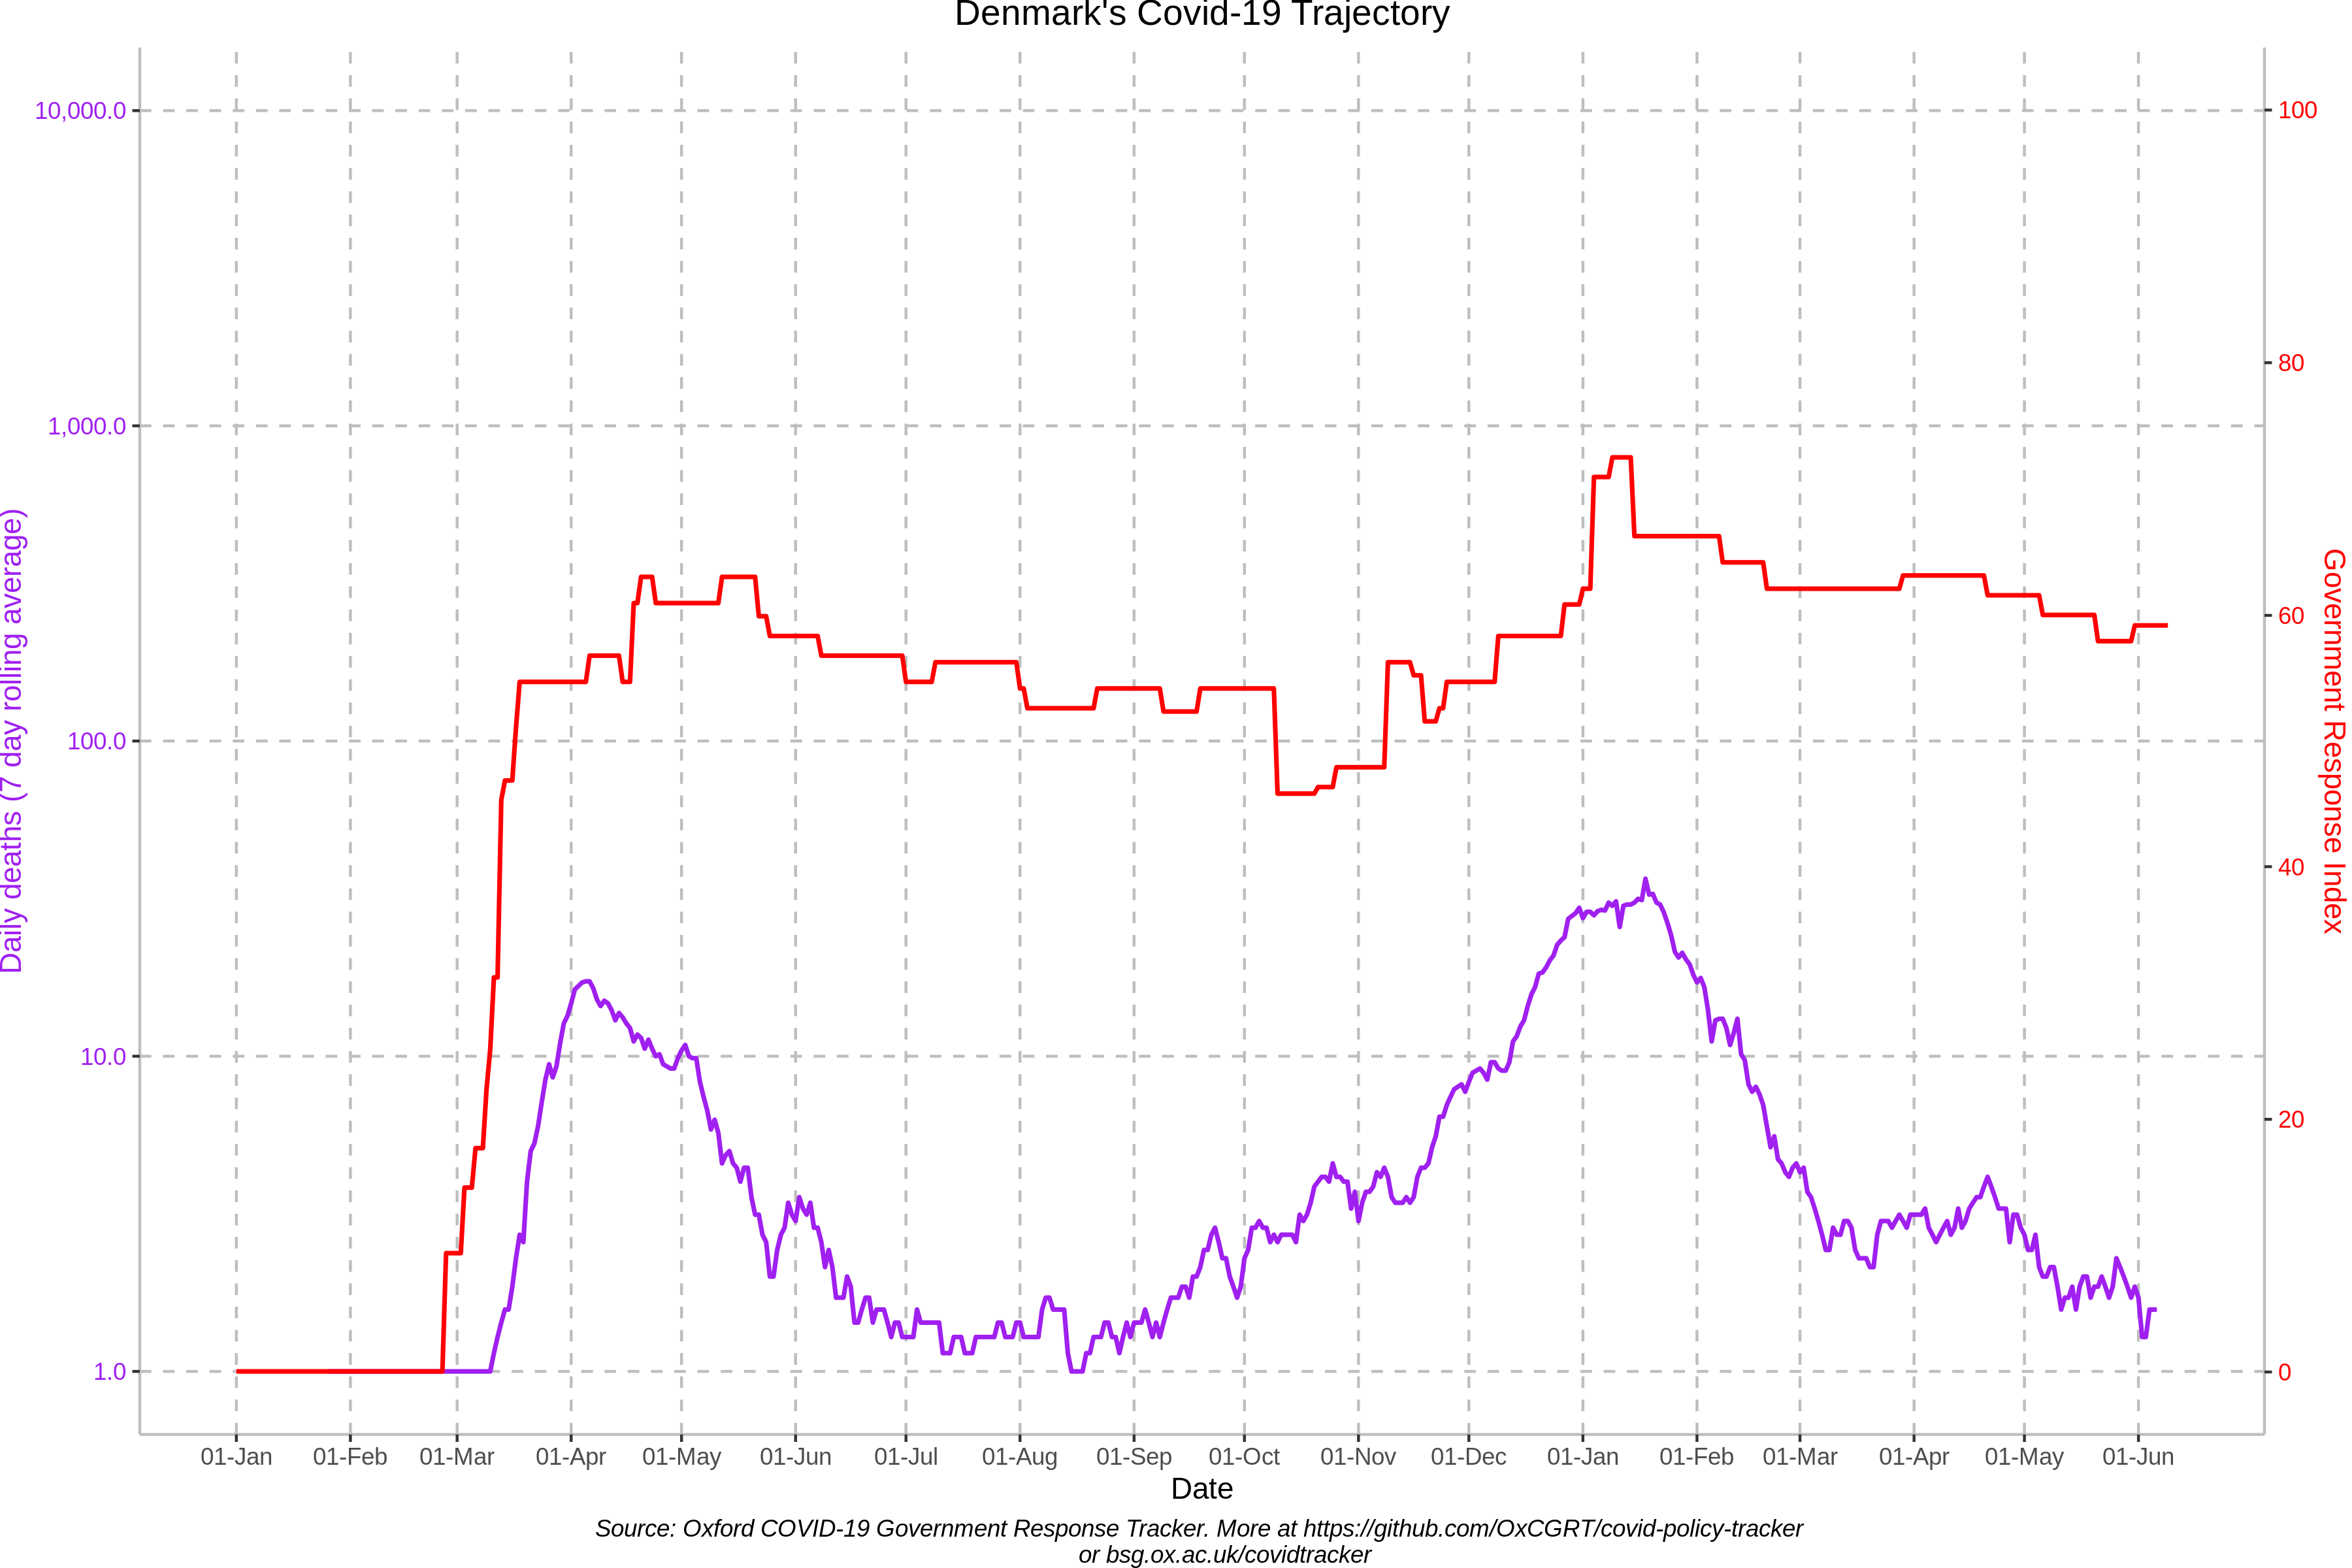 Denmark's Covid-19 Trajectory
10,000.0
1,000.0
100.0
10.0
1.0
Daily deaths (7 day rolling average)
100
80
60
40
20
0
Government Response Index
01-Jan 01-Feb 01-Mar 01-Apr 01-May 01-Jun 01-Jul 01-Aug 01-Sep 01-Oct 01-Nov 01-Dec 01-Jan 01-Feb 01-Mar 01-Apr 01-May 01-Jun
Date
Source: Oxford COVID-19 Government Response Tracker. More at https://github.com/OxCGRT/covid-policy-tracker
or bsg.ox.ac.uk/covidtracker